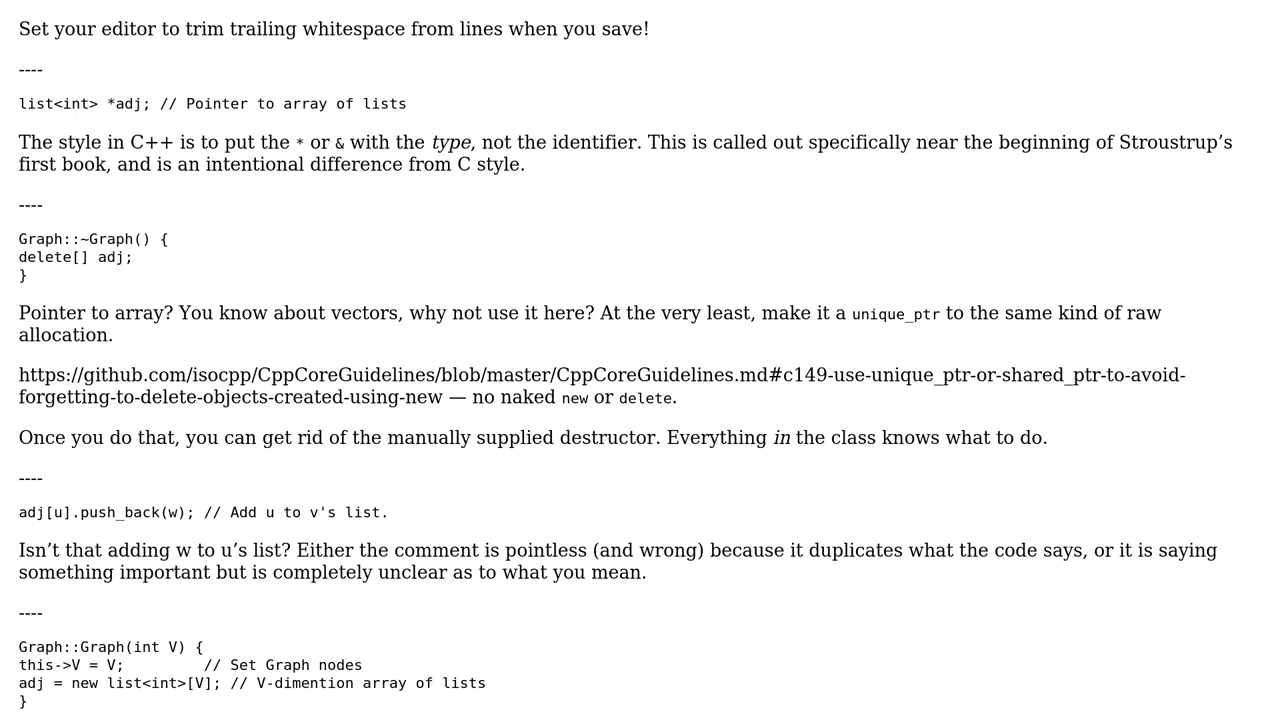 Set your editor to trim trailing whitespace from lines when you save!
----
list<int> *adj; // Pointer to array of lists
The style in C++ is to put the * or & with the type, not the identifier. This is called out specifically near the beginning of Stroustrup’s
first book, and is an intentional difference from C style.
----
Graph::~Graph() {
delete[] adj;
}
Pointer to array? You know about vectors, why not use it here? At the very least, make it a unique_ptr to the same kind of raw
allocation.
https://github.com/isocpp/CppCoreGuidelines/blob/master/CppCoreGuidelines.md#c149-use-unique_ptr-or-shared_ptr-to-avoid-
forgetting-to-delete-objects-created-using-new — no naked new or delete.
Once you do that, you can get rid of the manually supplied destructor. Everything in the class knows what to do.
----
adj[u].push_back(w); // Add u to v's list.
Isn’t that adding w to u’s list? Either the comment is pointless (and wrong) because it duplicates what the code says, or it is saying
something important but is completely unclear as to what you mean.
----
Graph::Graph(int V) {
this->V = V;         // Set Graph nodes
adj = new list<int>[V]; // V-dimention array of lists
}